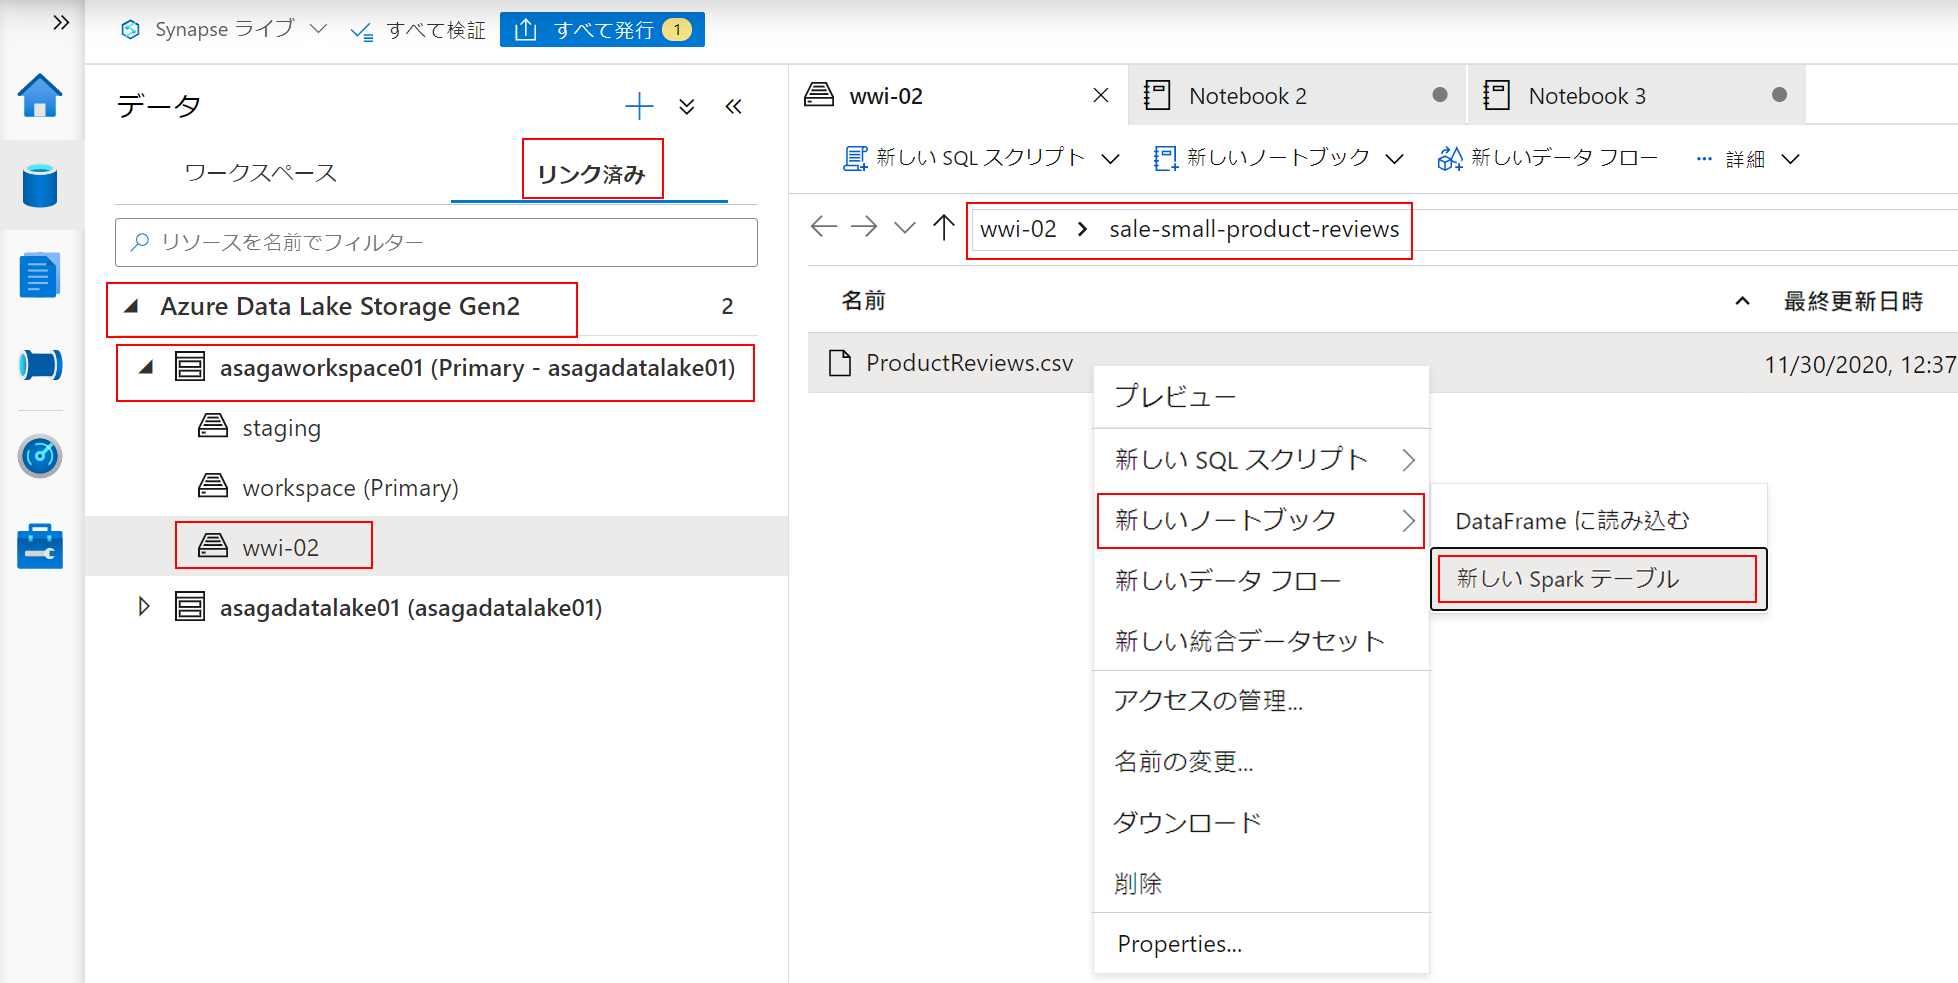 Synapse ライブ
すべて検証
すべて発行 1
データ
ワークスペース
リンク済み
リソースを名前でフィルター
Azure Data Lake Storage Gen2 2
asagaworkspace01 (Primary - asagadatalake01)
staging
workspace (Primary)
wwi-02
asagadatalake01 (asagadatalake01)
wwi-02
Notebook 2
Notebook 3
新しい SQL スクリプト
新しいノートブック
新しいデータ フロー
詳細
wwi-02 sale-small-product-reviews
名前 最終更新日時
ProductReviews.csv 11/30/2020, 12:37
プレビュー
新しい SQL スクリプト
新しいノートブック
新しいデータ フロー
新しい統合データセット
アクセスの管理...
名前の変更...
ダウンロード
削除
Properties...
DataFrame に読み込む
新しい Spark テーブル